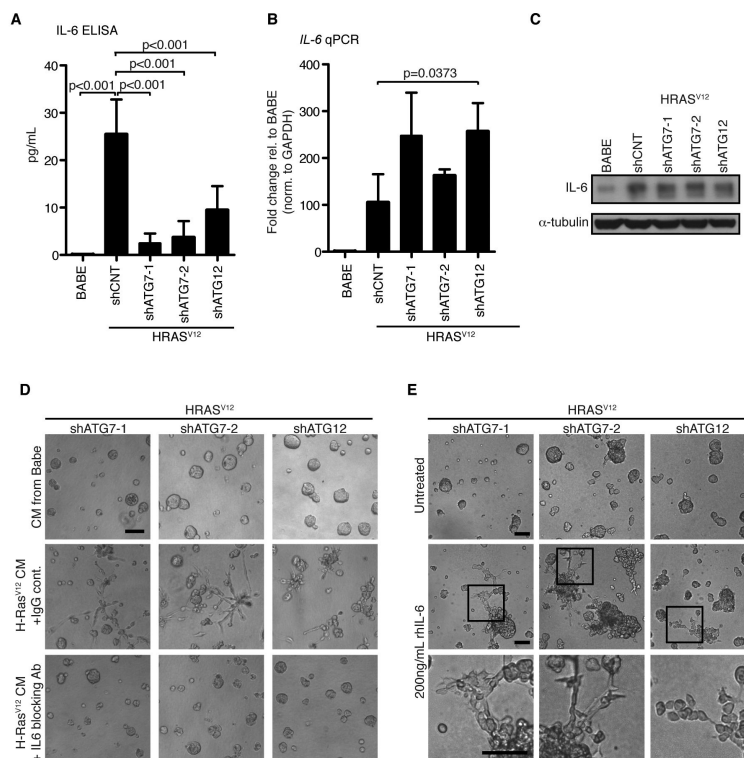 A
IL-6 ELISA
p<0.001
p<0.001
p<0.001 p<0.001
pg/mL
40
30
20
10
0
BABE
shCNT
shATG7-1
shATG7-2
shATG12
HRASV12
B
IL-6 qPCR
p=0.0373
Fold change rel. to BABE
(norm. to GAPDH)
400
300
200
100
0
BABE
shCNT
shATG7-1
shATG7-2
shATG12
HRASV12
C
HRASV12
BABE
shCNT
shATG7-1
shATG7-2
shATG12
IL-6
α-tubulin
D
HRASV12
shATG7-1 shATG7-2 shATG12
CM from Babe
H-RasV12 CM
+IgG cont.
H-RasV12 CM
+ IL6 blocking Ab
E
HRASV12
shATG7-1 shATG7-2 shATG12
Untreated
200ng/mL rhIL-6